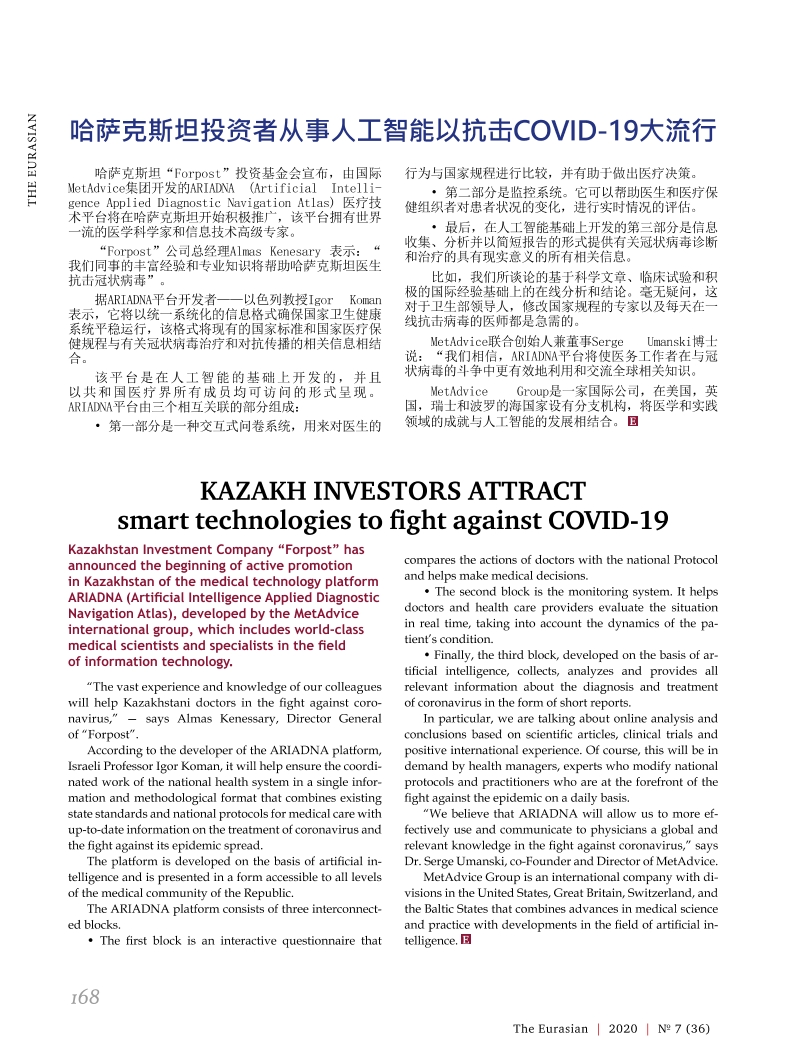 THE EURASIAN
哈萨克斯坦投资者从事人工智能以抗击COVID-19大流行
哈萨克斯坦“Forpost”投资基金会宣布，由国际
MetAdvice集团开发的ARIADNA (Artificial Intelli-
gence Applied Diagnostic Navigation Atlas) 医疗技
术平台将在哈萨克斯坦开始积极推广，该平台拥有世界
一流的医学科学家和信息技术高级专家。
“Forpost”公司总经理Almas Kenesary 表示：“
我们同事的丰富经验和专业知识将帮助哈萨克斯坦医生
抗击冠状病毒”。
据ARIADNA平台开发者——以色列教授Igor Koman
表示，它将以统一系统化的信息格式确保国家卫生健康
系统平稳运行，该格式将现有的国家标准和国家医疗保
健规程与有关冠状病毒治疗和对抗传播的相关信息相结
合。
该平台是在人工智能的基础上开发的，并且
以共和国医疗界所有成员均可访问的形式呈现。
ARIADNA平台由三个相互关联的部分组成：
• 第一部分是一种交互式问卷系统，用来对医生的
行为与国家规程进行比较，并有助于做出医疗决策。
• 第二部分是监控系统。它可以帮助医生和医疗保
健组织者对患者状况的变化，进行实时情况的评估。
• 最后，在人工智能基础上开发的第三部分是信息
收集、分析并以简短报告的形式提供有关冠状病毒诊断
和治疗的具有现实意义的所有相关信息。
比如，我们所谈论的基于科学文章、临床试验和积
极的国际经验基础上的在线分析和结论。毫无疑问，这
对于卫生部领导人，修改国家规程的专家以及每天在一
线抗击病毒的医师都是急需的。
MetAdvice联合创始人兼董事Serge Umanski博士
说：“我们相信，ARIADNA平台将使医务工作者在与冠
状病毒的斗争中更有效地利用和交流全球相关知识。
MetAdvice Group是一家国际公司，在美国，英
国，瑞士和波罗的海国家设有分支机构，将医学和实践
领域的成就与人工智能的发展相结合。 E
KAZAKH INVESTORS ATTRACT
smart technologies to fight against COVID-19
Kazakhstan Investment Company “Forpost” has
announced the beginning of active promotion
in Kazakhstan of the medical technology platform
ARIADNA (Artificial Intelligence Applied Diagnostic
Navigation Atlas), developed by the MetAdvice
international group, which includes world-class
medical scientists and specialists in the field
of information technology.
“The vast experience and knowledge of our colleagues
will help Kazakhstani doctors in the fight against coro-
navirus,” — says Almas Kenessary, Director General
of “Forpost”.
According to the developer of the ARIADNA platform,
Israeli Professor Igor Koman, it will help ensure the coordi-
nated work of the national health system in a single infor-
mation and methodological format that combines existing
state standards and national protocols for medical care with
up-to-date information on the treatment of coronavirus and
the fight against its epidemic spread.
The platform is developed on the basis of artificial in-
telligence and is presented in a form accessible to all levels
of the medical community of the Republic.
The ARIADNA platform consists of three interconnect-
ed blocks.
• The first block is an interactive questionnaire that
compares the actions of doctors with the national Protocol
and helps make medical decisions.
• The second block is the monitoring system. It helps
doctors and health care providers evaluate the situation
in real time, taking into account the dynamics of the pa-
tient’s condition.
• Finally, the third block, developed on the basis of ar-
tificial intelligence, collects, analyzes and provides all
relevant information about the diagnosis and treatment
of coronavirus in the form of short reports.
In particular, we are talking about online analysis and
conclusions based on scientific articles, clinical trials and
positive international experience. Of course, this will be in
demand by health managers, experts who modify national
protocols and practitioners who are at the forefront of the
fight against the epidemic on a daily basis.
“We believe that ARIADNA will allow us to more ef-
fectively use and communicate to physicians a global and
relevant knowledge in the fight against coronavirus,” says
Dr. Serge Umanski, co-Founder and Director of MetAdvice.
MetAdvice Group is an international company with di-
visions in the United States, Great Britain, Switzerland, and
the Baltic States that combines advances in medical science
and practice with developments in the field of artificial in-
telligence. E
168
The Eurasian | 2020 | № 7 (36)